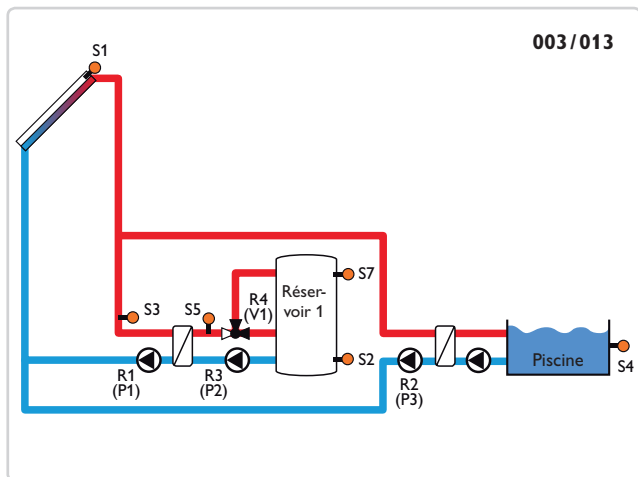 003/013
S1
S3
S5
R4
(V1)
Réser-
voir 1
S7
S2
R1
(P1)
R3
(P2)
R2
(P3)
Piscine
S4